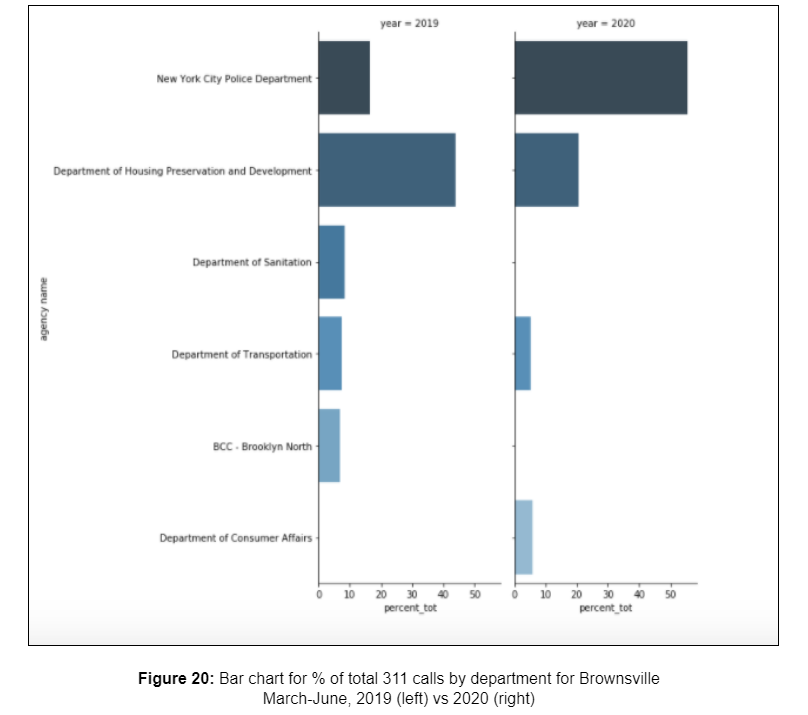 year = 2019
year = 2020
New York City Police Department
Department of Housing Preservation and Development
Department of Sanitation
agency name
Department of Transportation
BCC - Brooklyn North
Department of Consumer Affairs
0 10 20 30 40 50
0 10 20 30 40 50
percent_tot
percent_tot
Figure 20: Bar chart for % of total 311 calls by department for Brownsville
March-June, 2019 (left) vs 2020 (right)